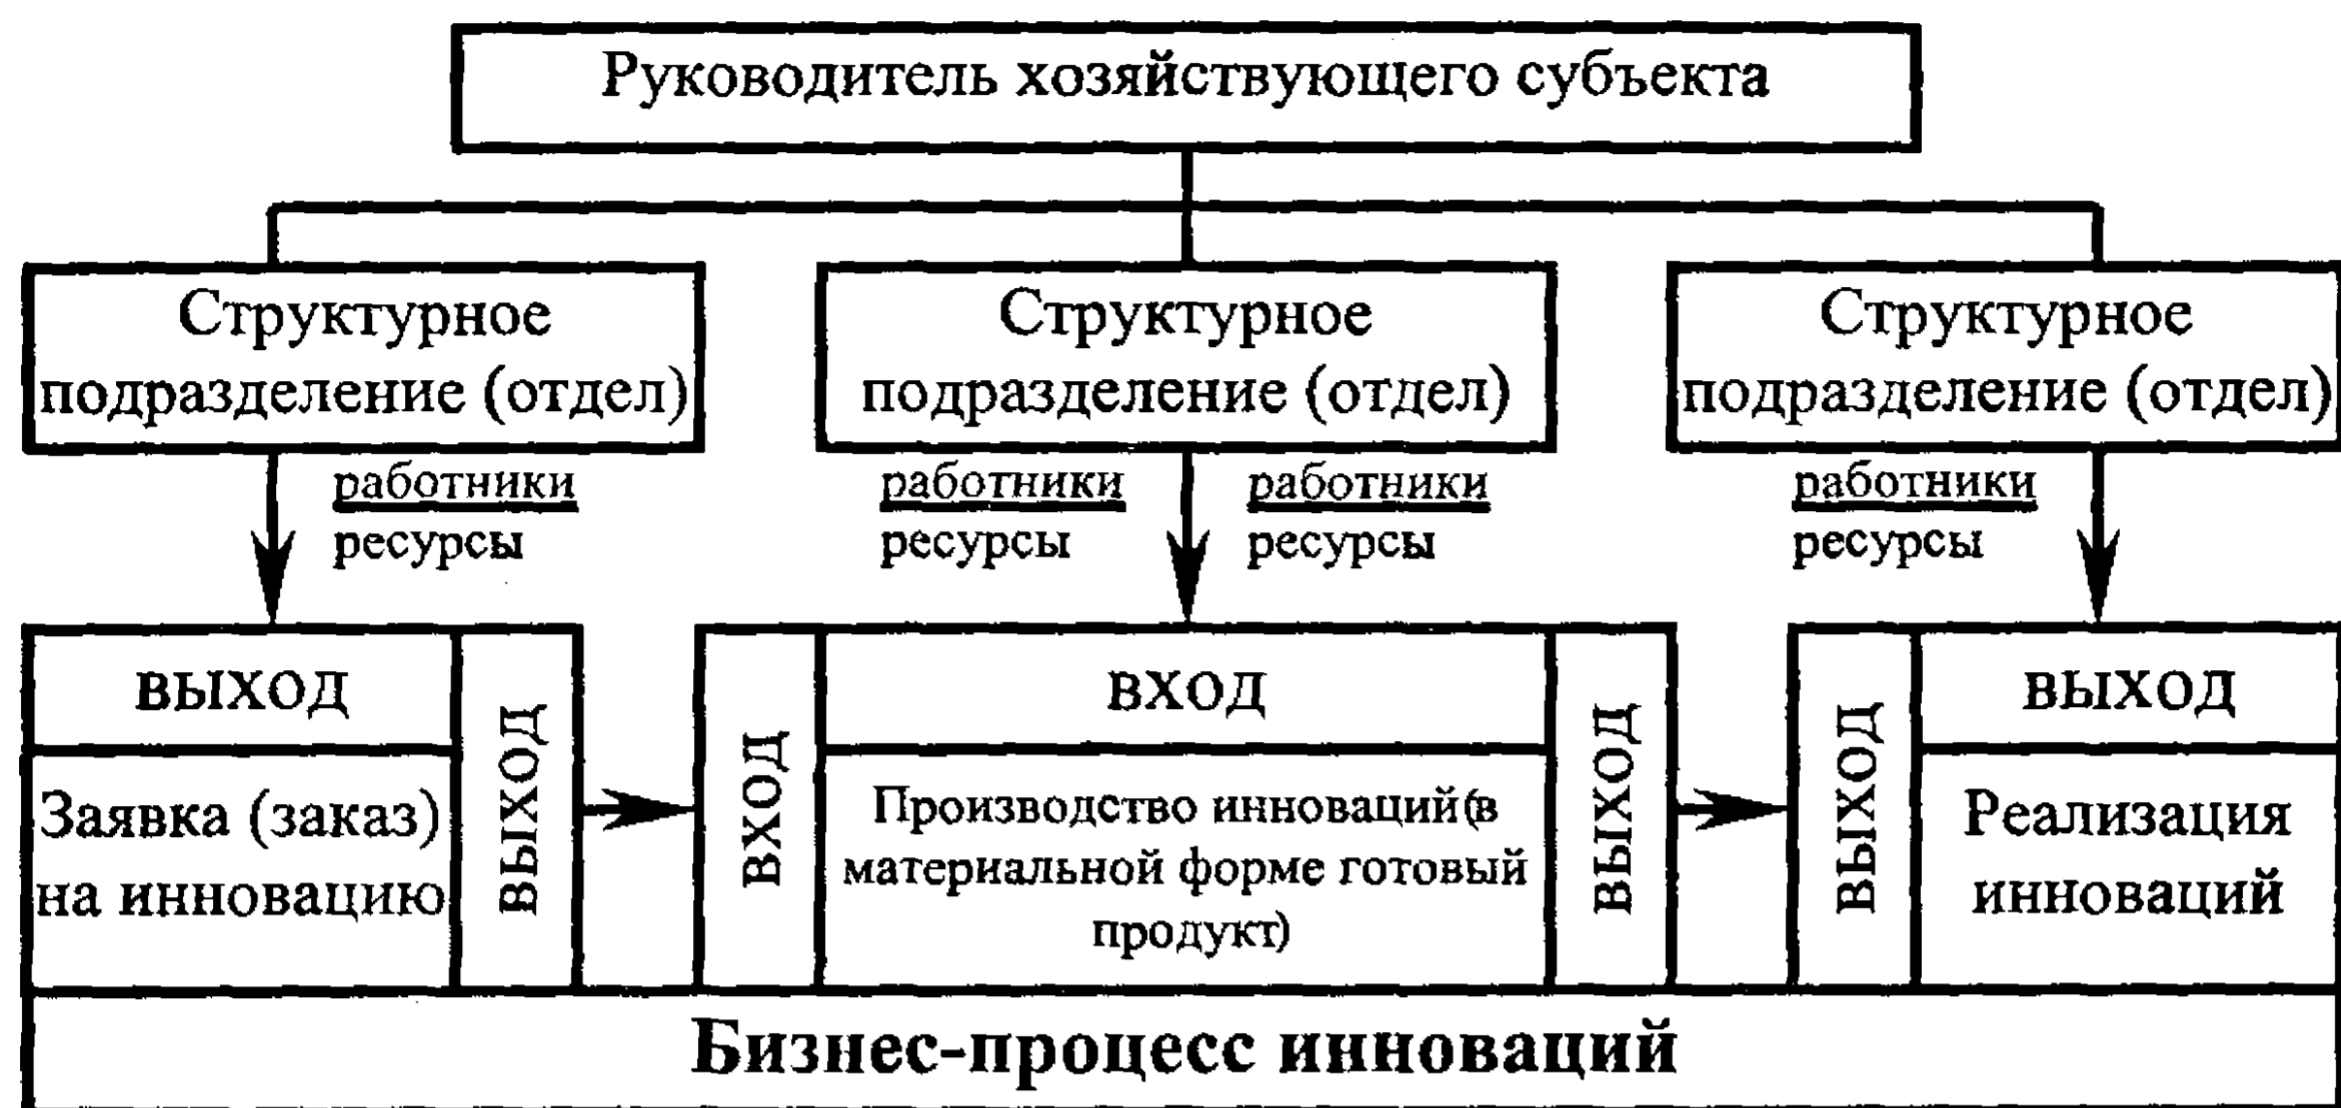 Руководитель хозяйствующего субъекта
Структурное
подразделение (отдел)
Структурное
подразделение (отдел)
Структурное
подразделение (отдел)
работники
ресурсы
работники
ресурсы
работники
ресурсы
работники
ресурсы
ВЫХОД
Заявка (заказ)
на инновацию
ВЫХОД
ВХОД
ВХОД
Производство инноваций(в
материальной форме готовый
продукт)
ВЫХОД
ВЫХОД
ВЫХОД
Реализация
инноваций
Бизнес-процесс инноваций